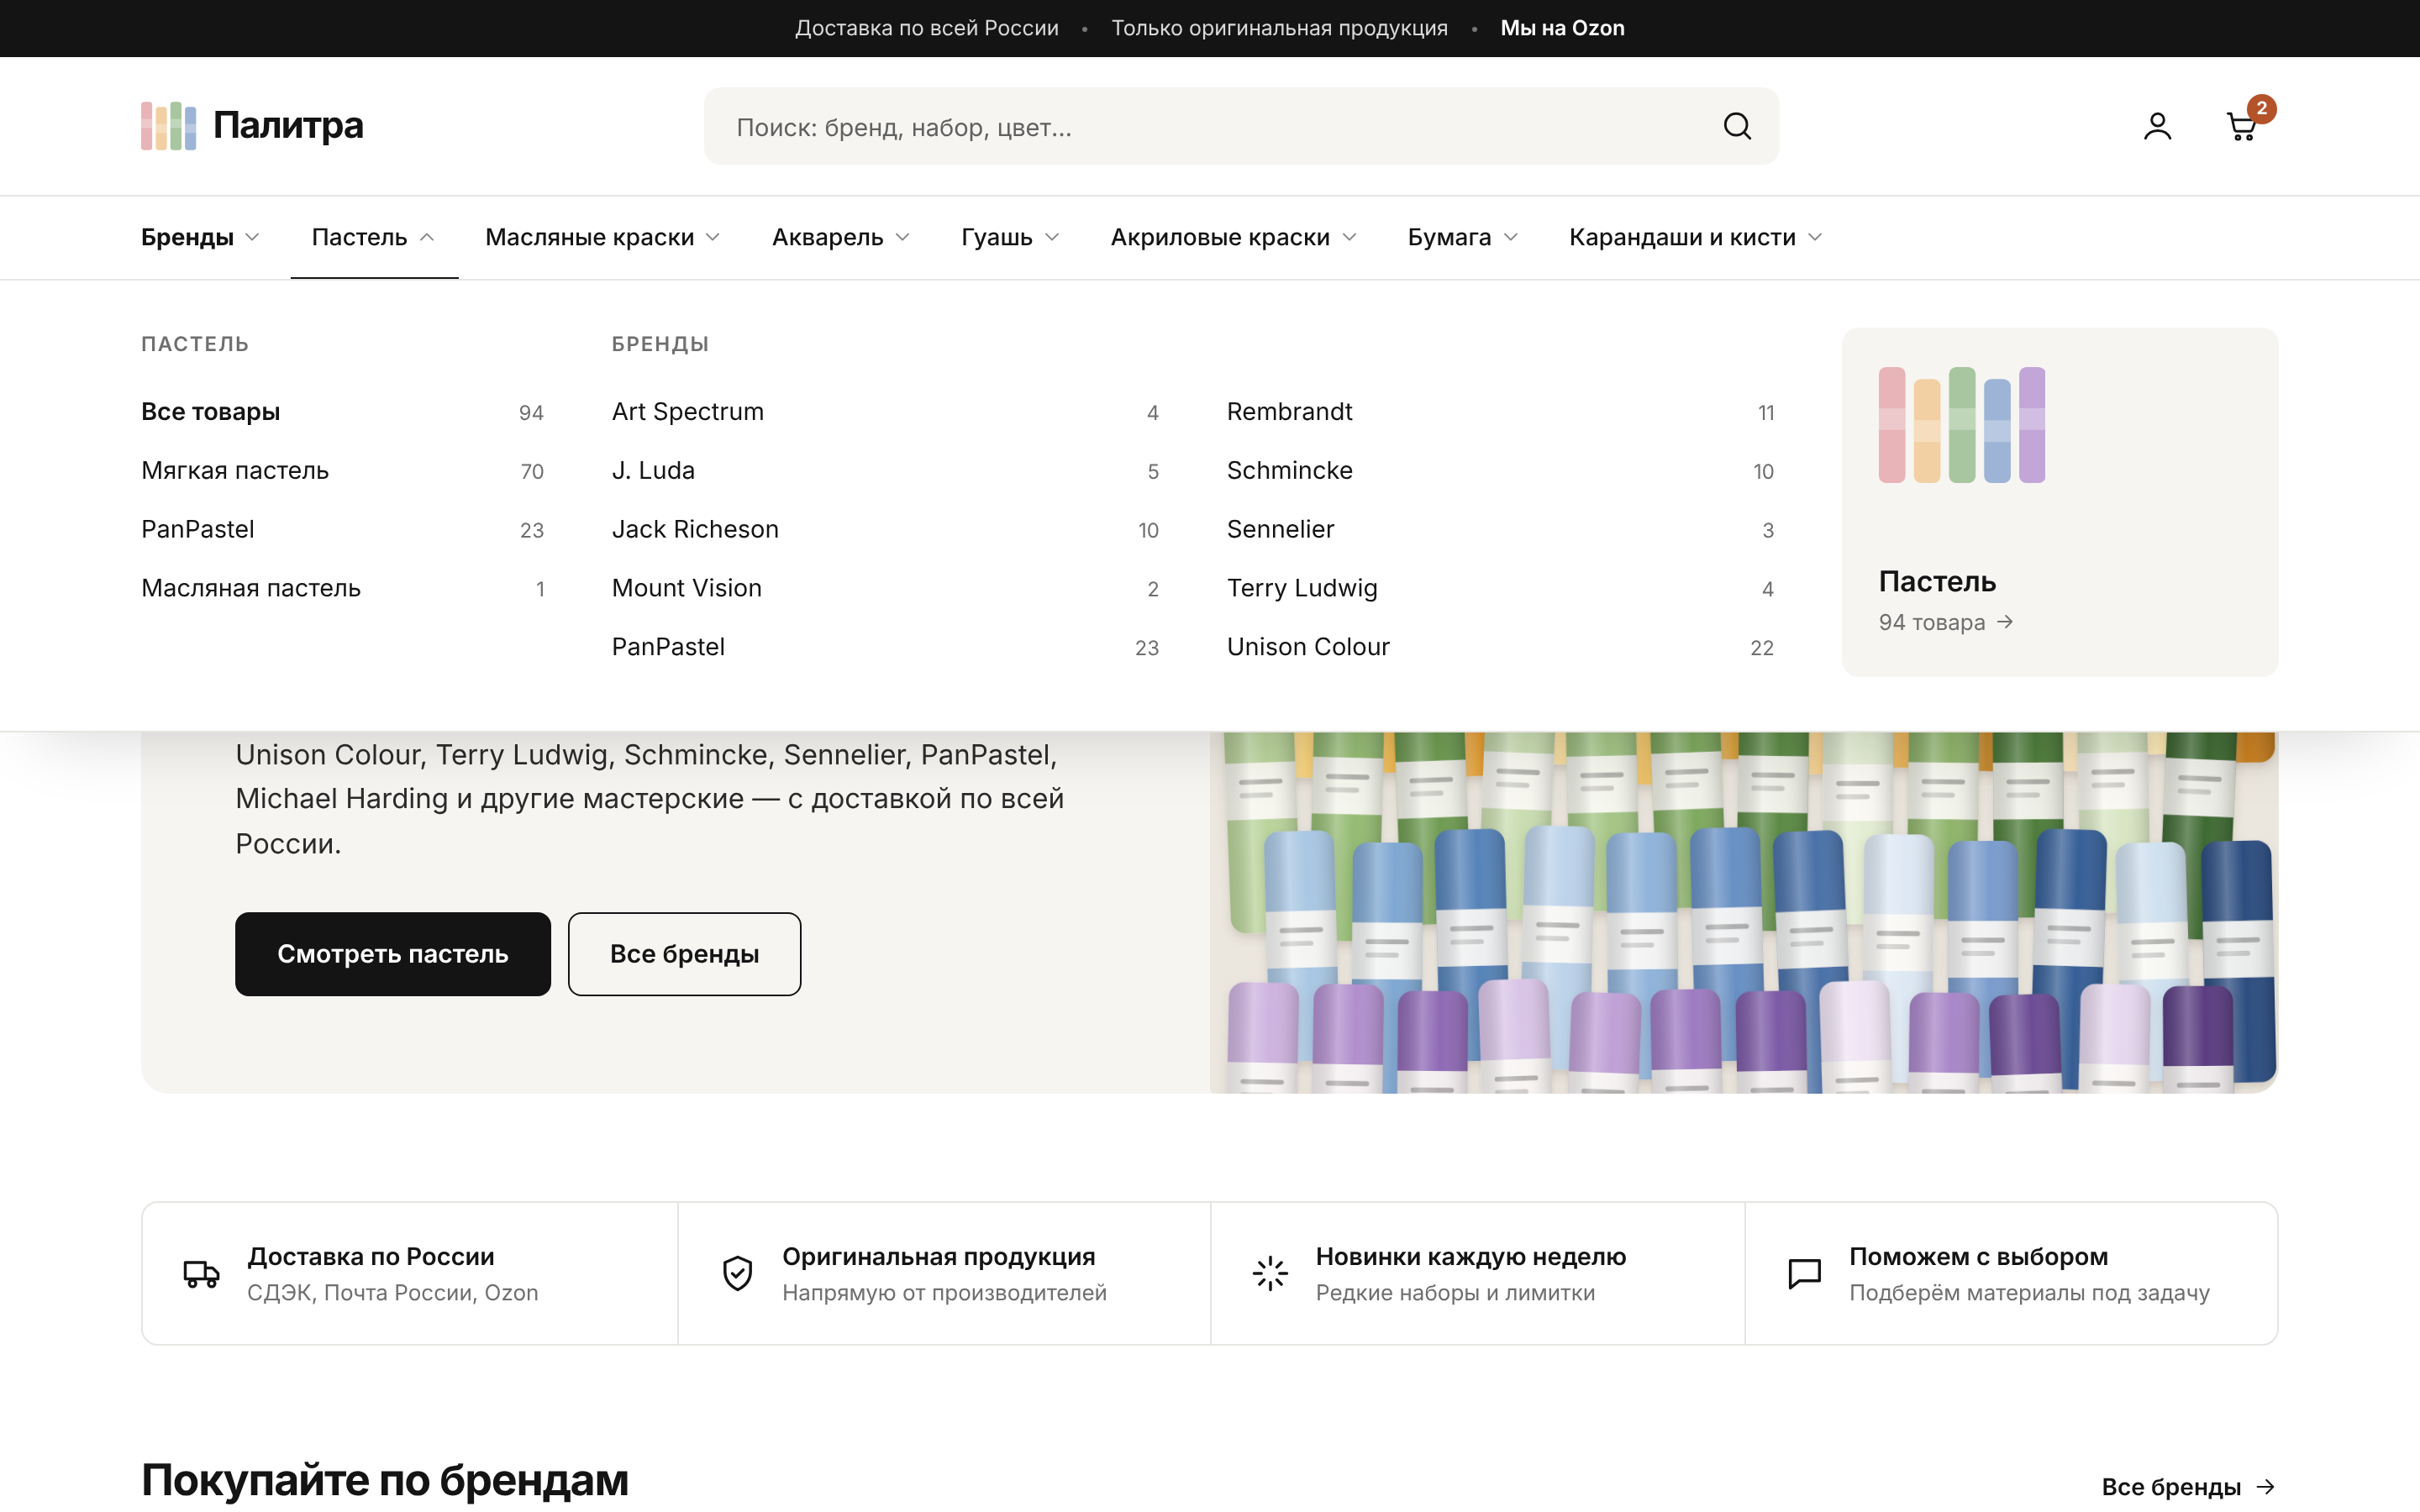 Доставка по всей России • Только оригинальная продукция • Мы на Ozon
Палитра
Поиск: бренд, набор, цвет...
2
Бренды Пастель Масляные краски Акварель Гуашь Акриловые краски Бумага Карандаши и кисти
ПАСТЕЛЬ
Все товары 94
Мягкая пастель 70
PanPastel 23
Масляная пастель 1
БРЕНДЫ
Art Spectrum 4
J. Luda 5
Jack Richeson 10
Mount Vision 2
PanPastel 23
Rembrandt 11
Schmincke 10
Sennelier 3
Terry Ludwig 4
Unison Colour 22
Пастель
94 товара →
Unison Colour, Terry Ludwig, Schmincke, Sennelier, PanPastel,
Michael Harding и другие мастерские — с доставкой по всей
России.
Смотреть пастель
Все бренды
Доставка по России
СДЭК, Почта России, Ozon
Оригинальная продукция
Напрямую от производителей
Новинки каждую неделю
Редкие наборы и лимитки
Поможем с выбором
Подберём материалы под задачу
Покупайте по брендам
Все бренды →